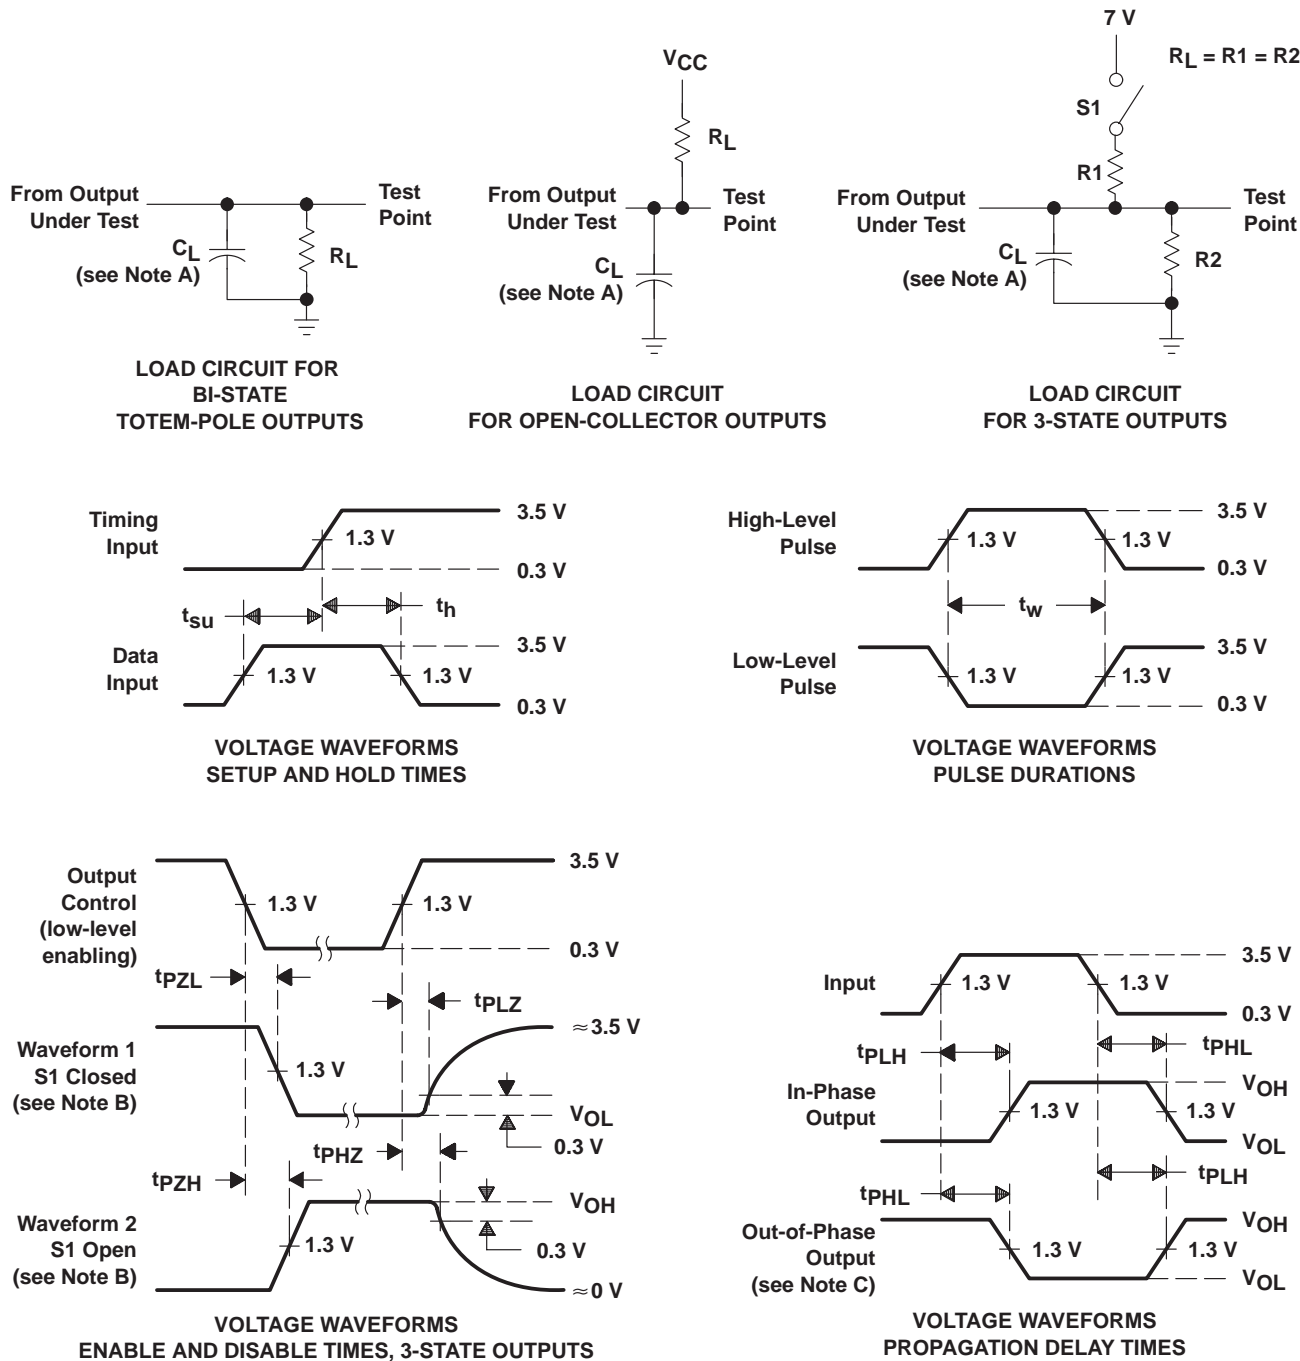 From Output
Under Test
Test
Point
CL
(see Note A)
RL
LOAD CIRCUIT FOR
BI-STATE
TOTEM-POLE OUTPUTS
VCC
RL
From Output
Under Test
Test
Point
CL
(see Note A)
LOAD CIRCUIT
FOR OPEN-COLLECTOR OUTPUTS
7 V
RL = R1 = R2
S1
R1
From Output
Under Test
Test
Point
CL
(see Note A)
R2
LOAD CIRCUIT
FOR 3-STATE OUTPUTS
Timing
Input
3.5 V
1.3 V
0.3 V
tsu
th
Data
Input
3.5 V
1.3 V
1.3 V
0.3 V
VOLTAGE WAVEFORMS
SETUP AND HOLD TIMES
High-Level
Pulse
3.5 V
1.3 V
1.3 V
0.3 V
tw
Low-Level
Pulse
3.5 V
1.3 V
1.3 V
0.3 V
VOLTAGE WAVEFORMS
PULSE DURATIONS
Output
Control
(low-level
enabling)
3.5 V
1.3 V
1.3 V
0.3 V
tPZL
tPLZ
Waveform 1
S1 Closed
(see Note B)
≈3.5 V
1.3 V
VOL
0.3 V
tPHZ
tPZH
Waveform 2
S1 Open
(see Note B)
VOH
1.3 V
0.3 V
≈0 V
VOLTAGE WAVEFORMS
ENABLE AND DISABLE TIMES, 3-STATE OUTPUTS
Input
3.5 V
1.3 V
1.3 V
0.3 V
tPLH
tPHL
In-Phase
Output
VOH
1.3 V
1.3 V
VOL
tPHL
tPLH
Out-of-Phase
Output
(see Note C)
VOH
1.3 V
1.3 V
VOL
VOLTAGE WAVEFORMS
PROPAGATION DELAY TIMES